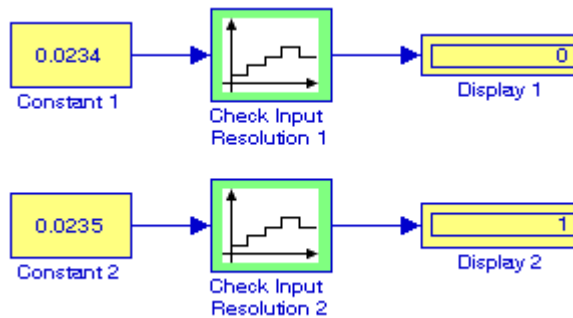 0.0234
0
Constant 1
Check Input
Resolution 1
Display 1
0.0235
1
Constant 2
Check Input
Resolution 2
Display 2